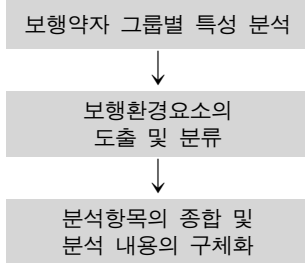 보행약자 그룹별 특성 분석
보행환경요소의
도출 및 분류
분석항목의 종합 및
분석 내용의 구체화